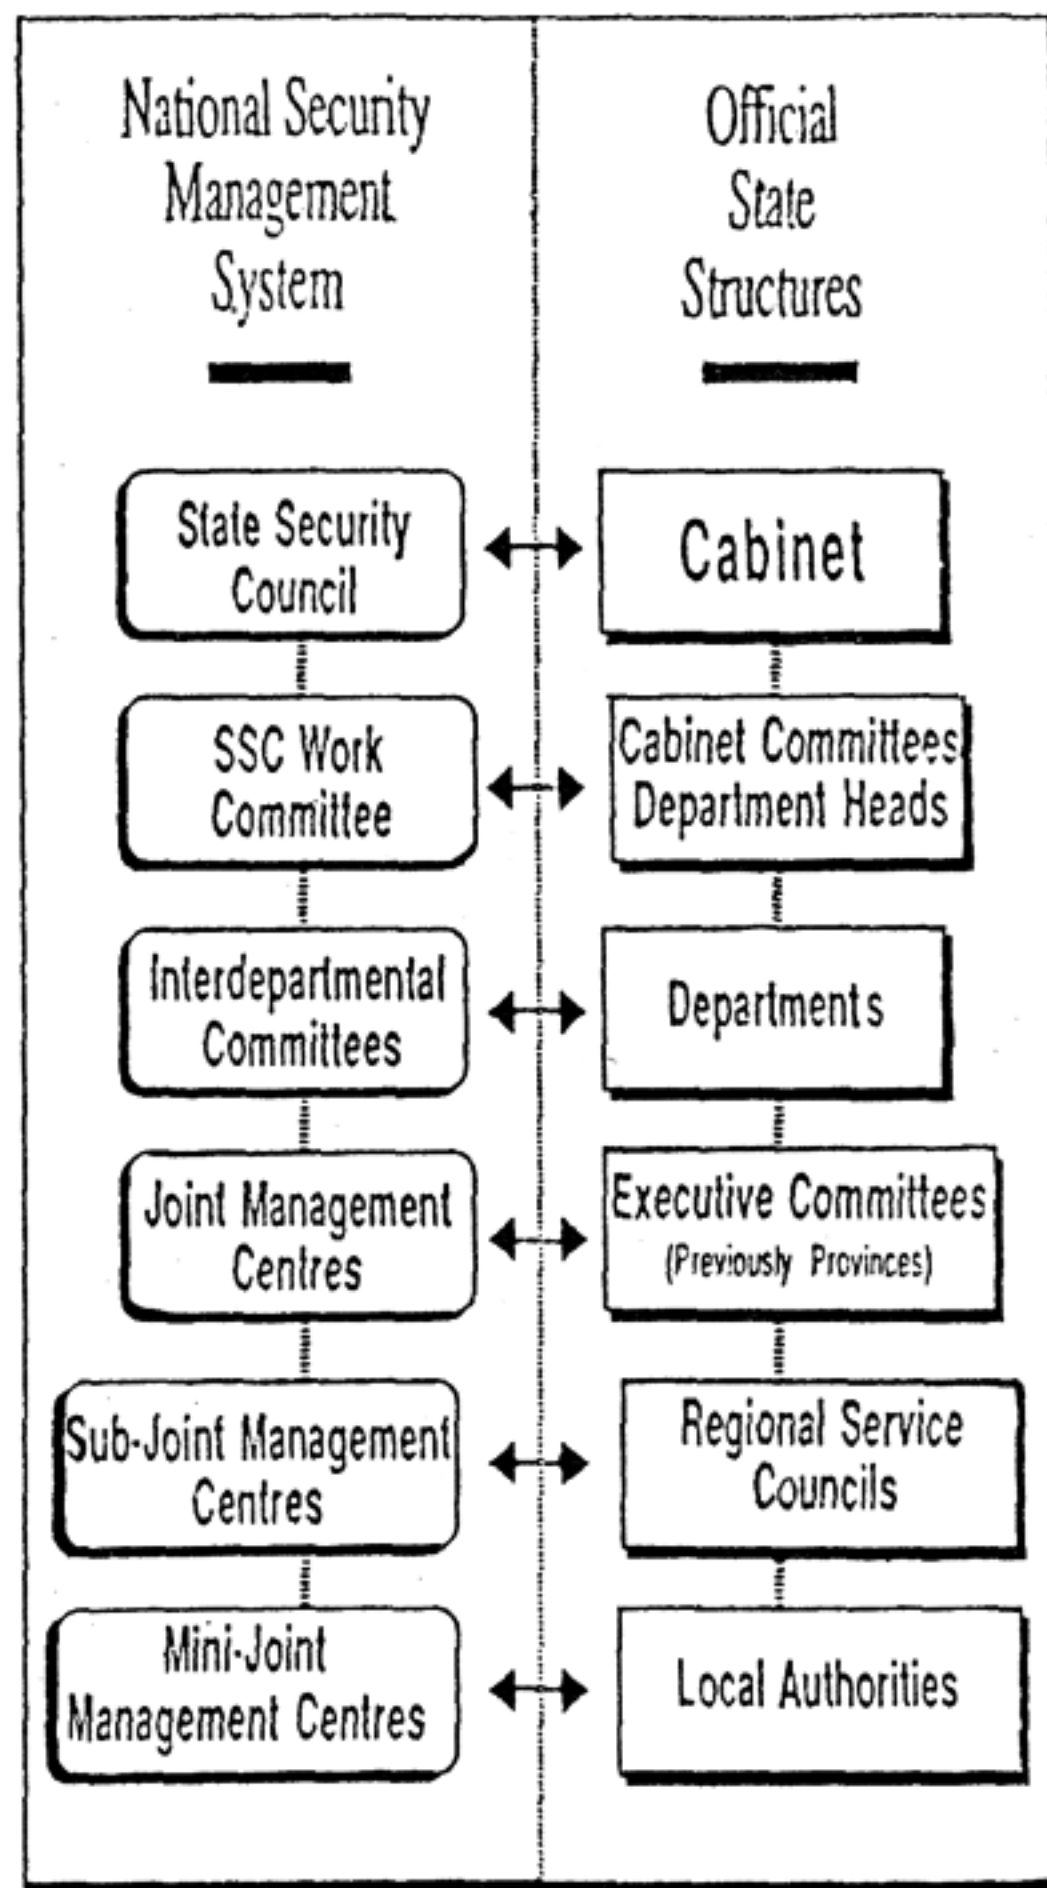 National Security
Management
System
Official
State
Structures
State Security
Council
Cabinet
SSC Work
Committee
Cabinet Committees
Department Heads
Interdepartmental
Committees
Departments
Joint Management
Centres
Executive Committees
(Previously Provinces)
Sub-Joint Management
Centres
Regional Service
Councils
Mini-Joint
Management Centres
Local Authorities